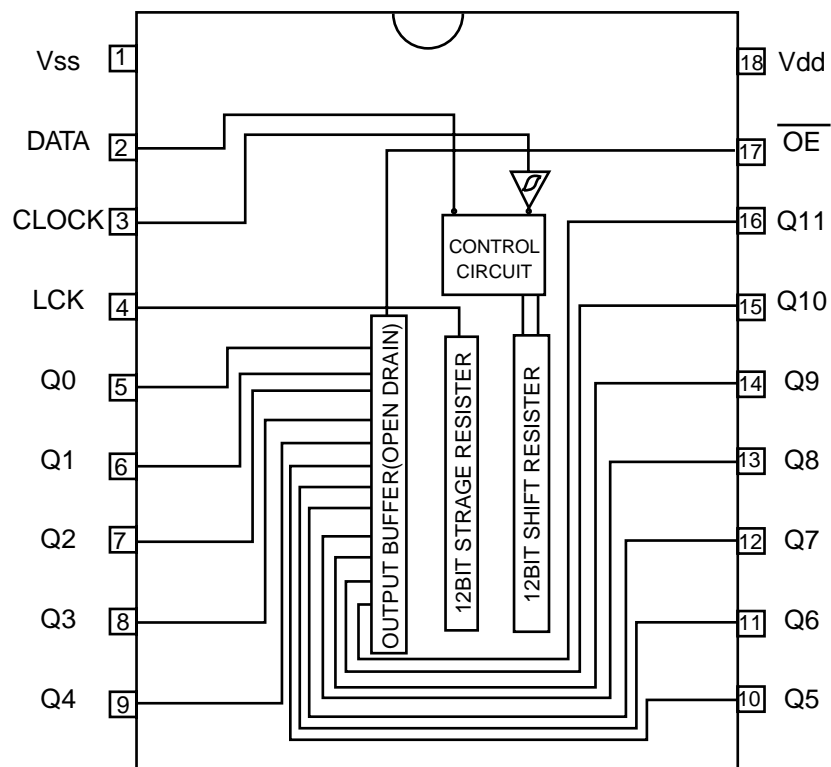 Vss 1
18 Vdd
DATA 2
17 OE
CLOCK 3
16 Q11
CONTROL
CIRCUIT
LCK 4
15 Q10
Q0 5
14 Q9
Q1 6
13 Q8
Q2 7
12 Q7
Q3 8
11 Q6
Q4 9
10 Q5
OUTPUT BUFFER(OPEN DRAIN)
12BIT STRAGE RESISTER
12BIT SHIFT RESISTER